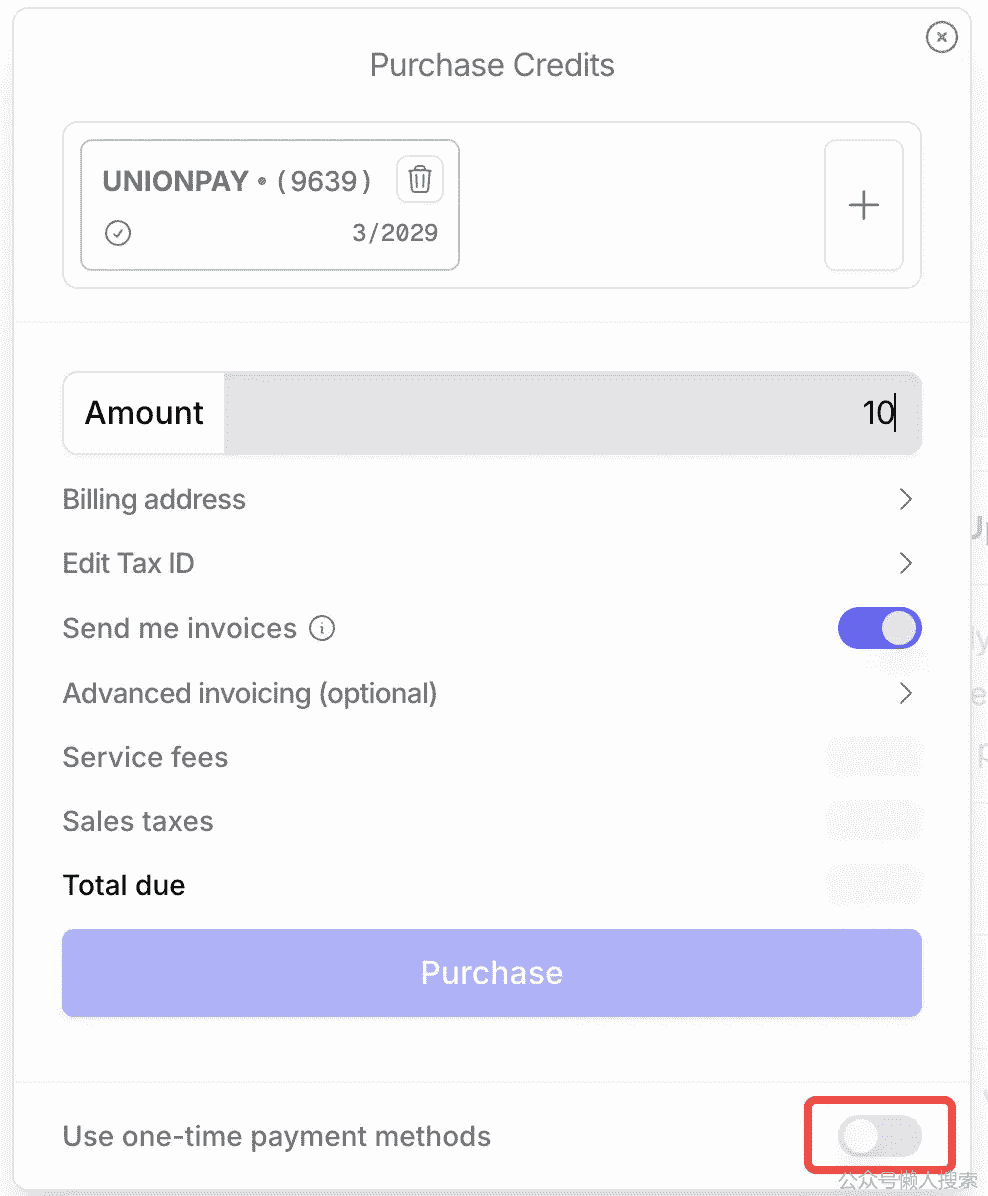 Purchase Credits
UNIONPAY • (9639)
3/2029
Amount 10
Billing address
Edit Tax ID
Send me invoices
Advanced invoicing (optional)
Service fees
Sales taxes
Total due
Purchase
Use one-time payment methods
公众号懒人搜索